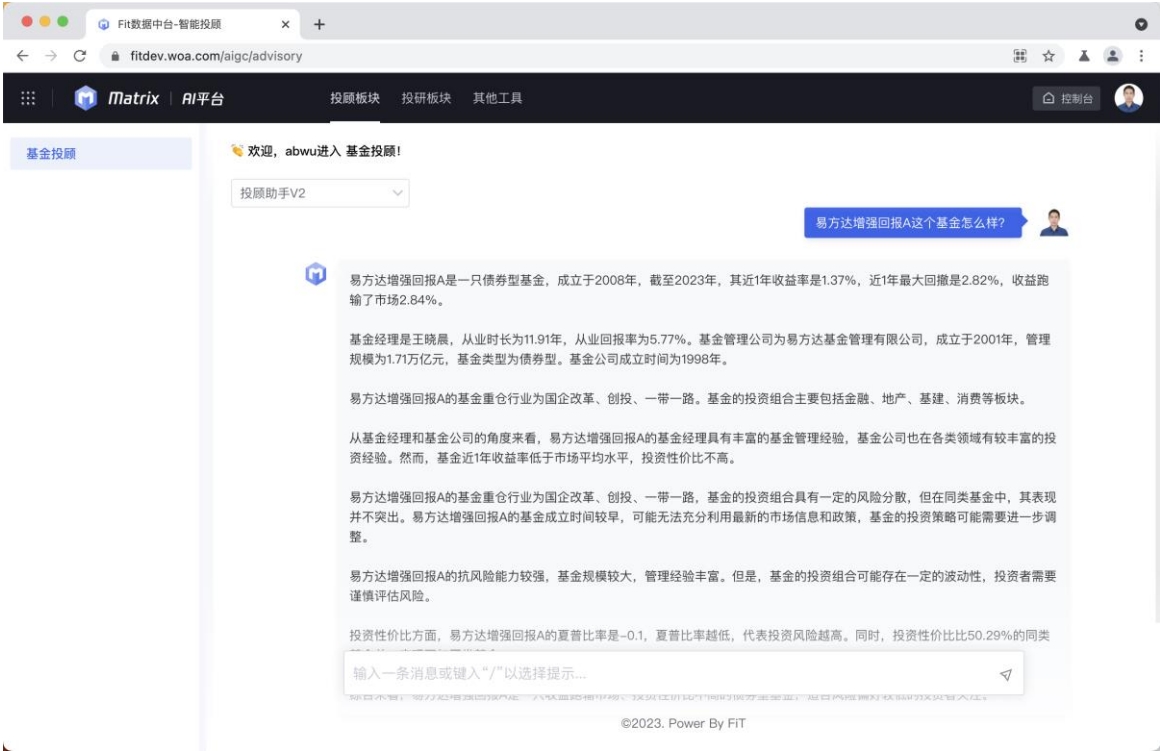 Fit数据中台-智能投顾
fitdev.woa.com/aigc/advisory
Matrix | AI平台
投顾板块 投研板块 其他工具
控制台
基金投顾
欢迎，abwu进入 基金投顾！
投顾助手V2
易方达增强回报A这个基金怎么样？
易方达增强回报A是一只债券型基金，成立于2008年，截至2023年，其近1年收益率是1.37%，近1年最大回撤是2.82%，收益跑
输了市场2.84%。
基金经理是王晓晨，从业时长为11.91年，从业回报率为5.77%。基金管理公司为易方达基金管理有限公司，成立于2001年，管理
规模为1.71万亿元，基金类型为债券型。基金公司成立时间为1998年。
易方达增强回报A的基金重仓行业为国企改革、创投、一带一路。基金的投资组合主要包括金融、地产、基建、消费等板块。
从基金经理和基金公司的角度来看，易方达增强回报A的基金经理具有丰富的基金管理经验，基金公司也在各类领域有较丰富的投
资经验。然而，基金近1年收益率低于市场平均水平，投资性价比不高。
易方达增强回报A的基金重仓行业为国企改革、创投、一带一路，基金的投资组合具有一定的风险分散，但在同类基金中，其表现
并不突出。易方达增强回报A的基金成立时间较早，可能无法充分利用最新的市场信息和政策，基金的投资策略可能需要进一步调
整。
易方达增强回报A的抗风险能力较强，基金规模较大，管理经验丰富。但是，基金的投资组合可能存在一定的波动性，投资者需要
谨慎评估风险。
投资性价比方面，易方达增强回报A的夏普比率是-0.1，夏普比率越低，代表投资风险越高。同时，投资性价比比50.29%的同类
输入一条消息或键入“/”以选择提示...
©2023. Power By FiT